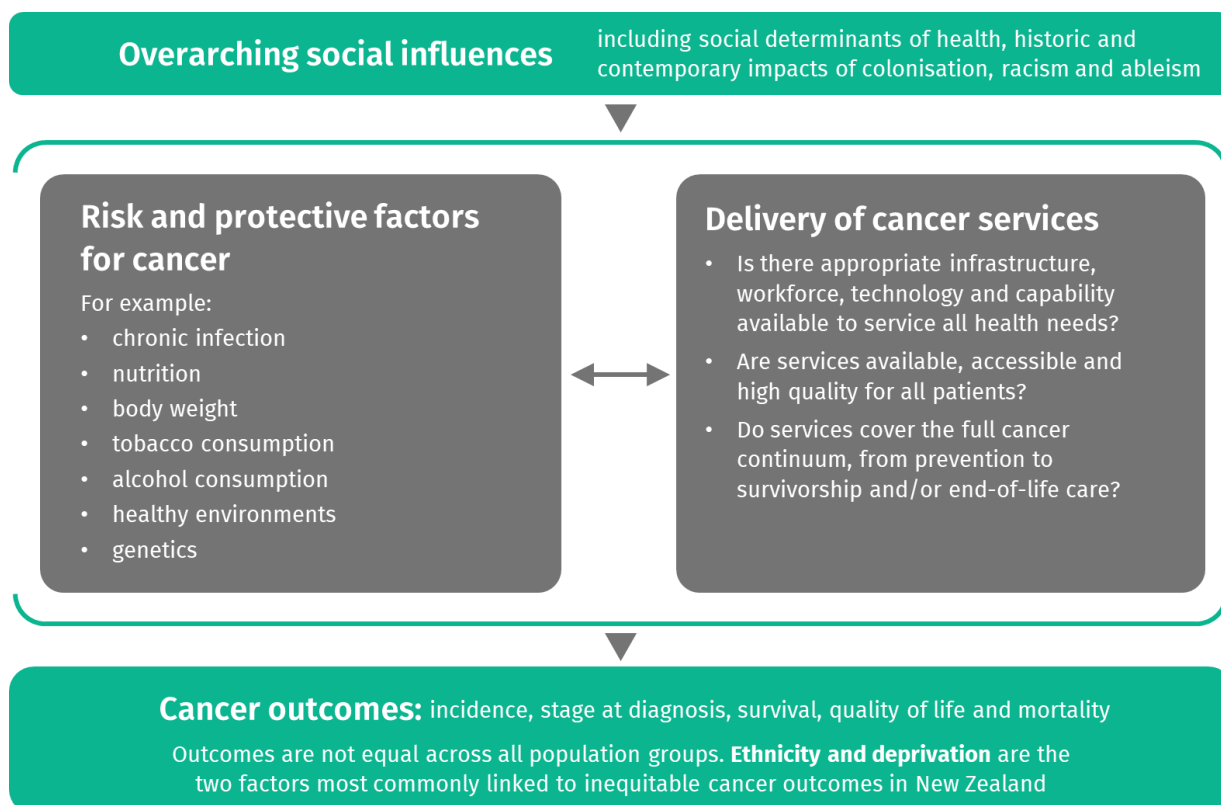 Overarching social influences
including social determinants of health, historic and
contemporary impacts of colonisation, racism and ableism
Risk and protective factors
for cancer
For example:
• chronic infection
• nutrition
• body weight
• tobacco consumption
• alcohol consumption
• healthy environments
• genetics
Delivery of cancer services
• Is there appropriate infrastructure,
workforce, technology and capability
available to service all health needs?
• Are services available, accessible and
high quality for all patients?
• Do services cover the full cancer
continuum, from prevention to
survivorship and/or end-of-life care?
Cancer outcomes: incidence, stage at diagnosis, survival, quality of life and mortality
Outcomes are not equal across all population groups. Ethnicity and deprivation are the
two factors most commonly linked to inequitable cancer outcomes in New Zealand